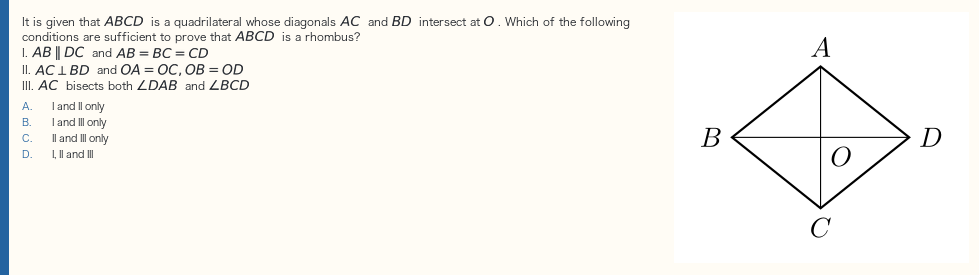 It is given that ABCD is a quadrilateral whose diagonals AC and BD intersect at O . Which of the following
conditions are sufficient to prove that ABCD is a rhombus?
I. AB ∥ DC and AB = BC = CD
II. AC ⊥ BD and OA = OC, OB = OD
III. AC bisects both ∠DAB and ∠BCD
A. I and II only
B. I and III only
C. II and III only
D. I, II and III
A
B
D
O
C